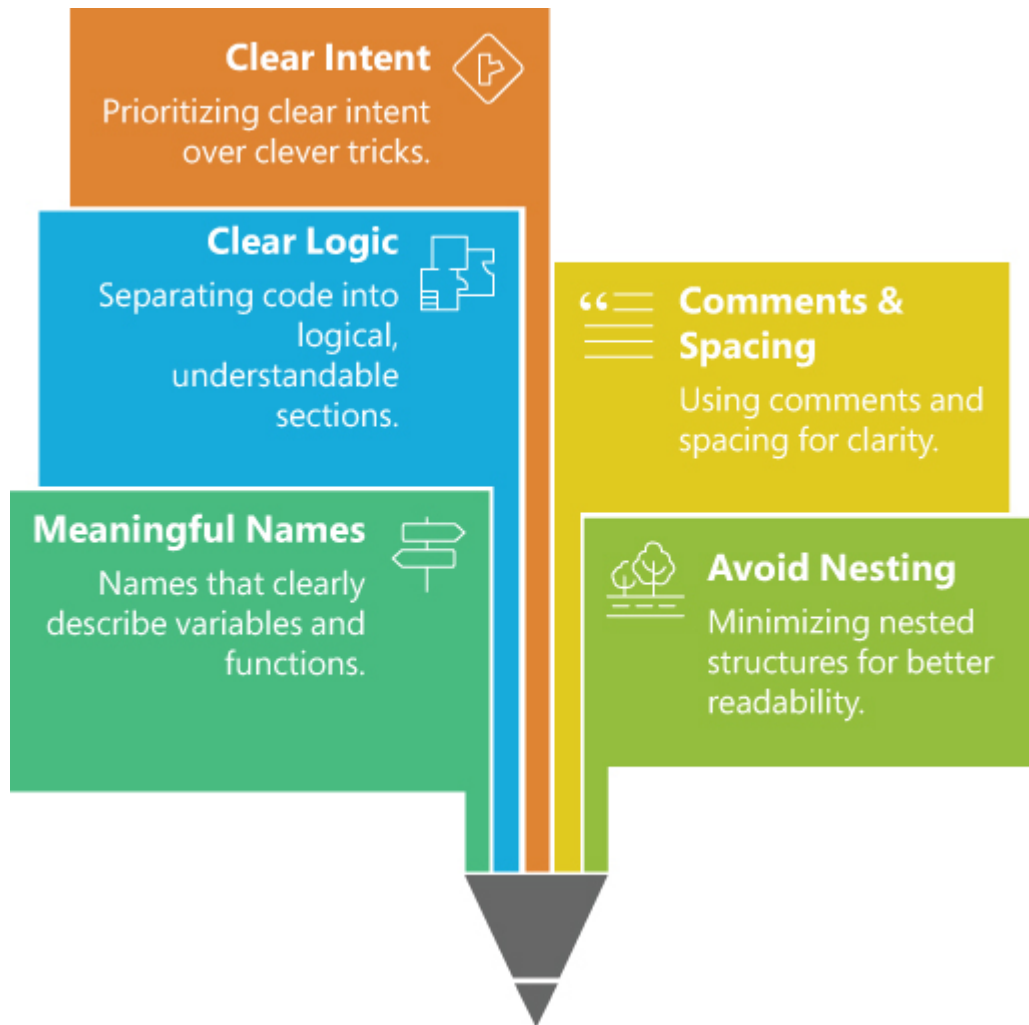 Clear Intent
Prioritizing clear intent
over clever tricks.
Clear Logic
Separating code into
logical,
understandable
sections.
Meaningful Names
Names that clearly
describe variables and
functions.
Comments &
Spacing
Using comments and
spacing for clarity.
Avoid Nesting
Minimizing nested
structures for better
readability.